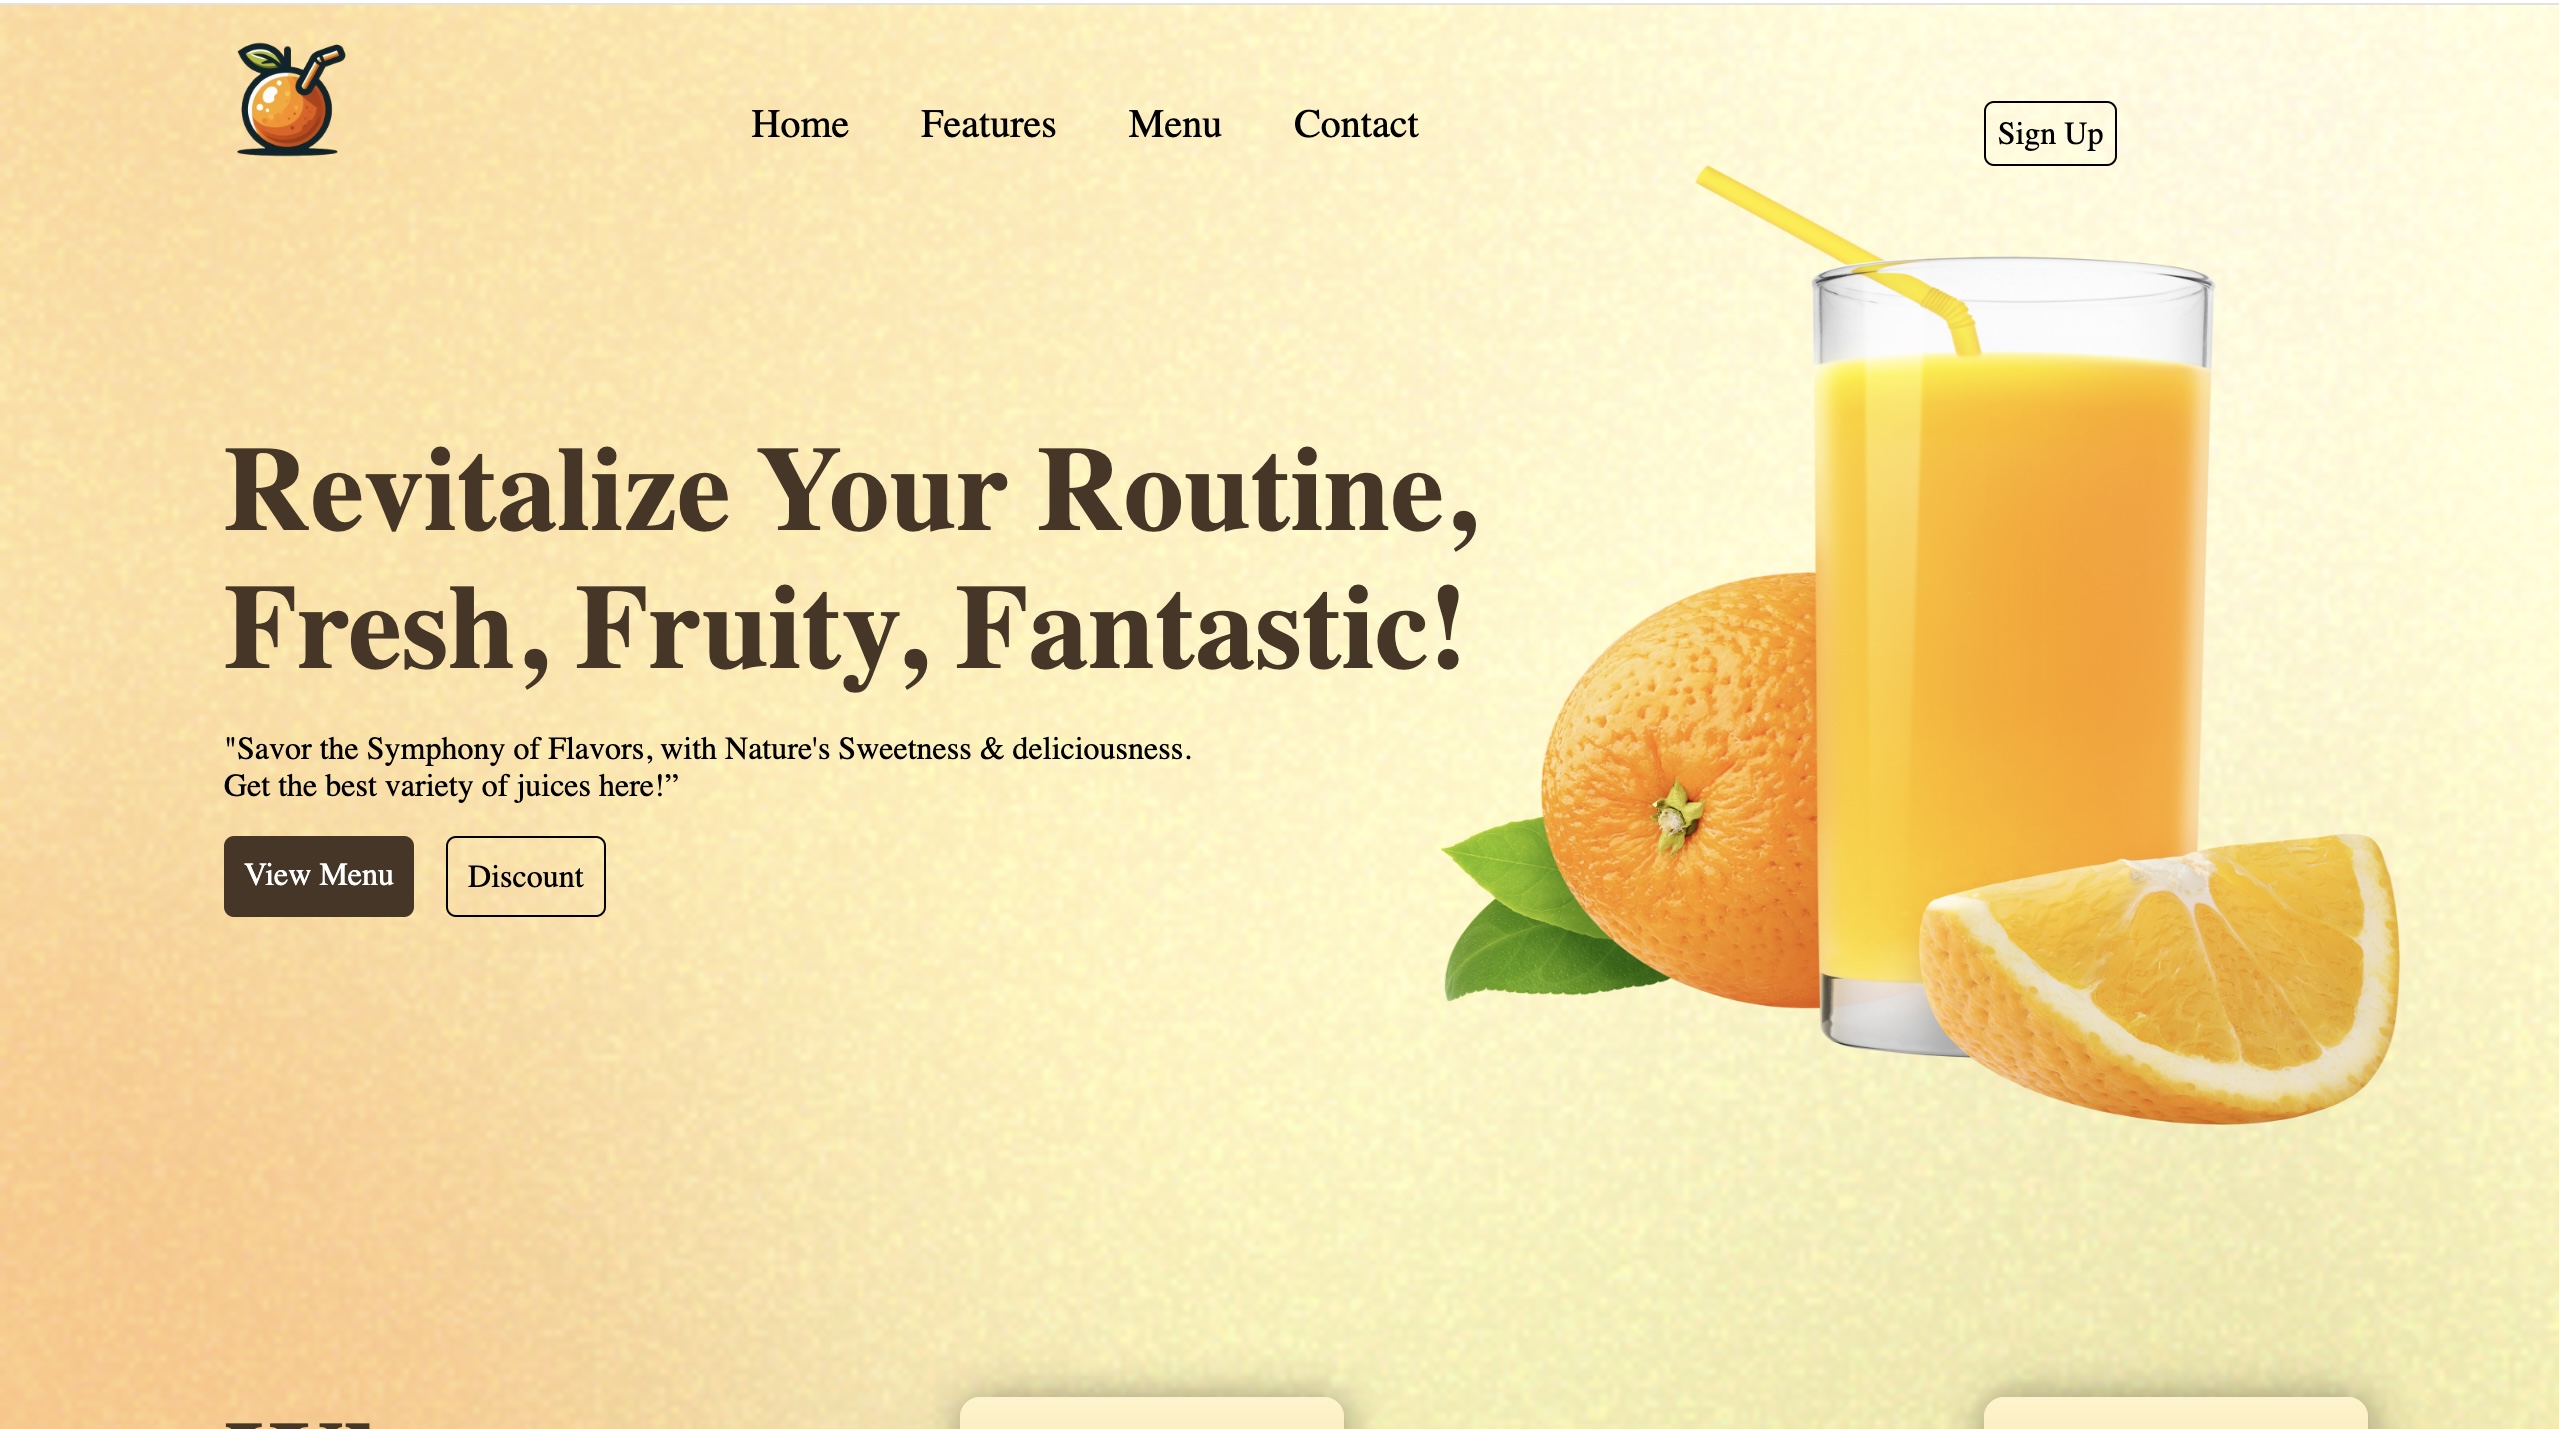 Home Features Menu Contact Sign Up
Revitalize Your Routine,
Fresh, Fruity, Fantastic!
"Savor the Symphony of Flavors, with Nature's Sweetness & deliciousness.
Get the best variety of juices here!”
View Menu Discount